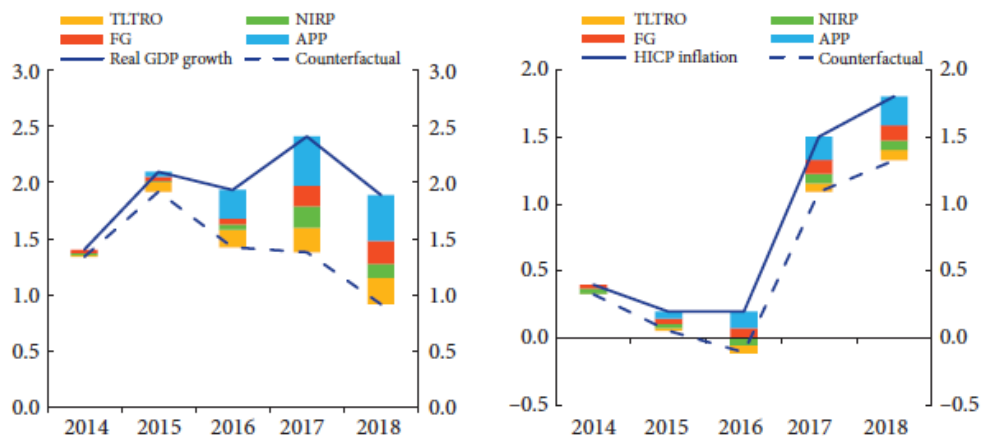 TLTRO NIRP
FG APP
Real GDP growth Counterfactual
3.0 3.0
2.5 2.5
2.0 2.0
1.5 1.5
1.0 1.0
0.5 0.5
0.0 0.0
2014 2015 2016 2017 2018
TLTRO NIRP
FG APP
HICP inflation Counterfactual
2.0 2.0
1.5 1.5
1.0 1.0
0.5 0.5
0.0 0.0
−0.5 −0.5
2014 2015 2016 2017 2018